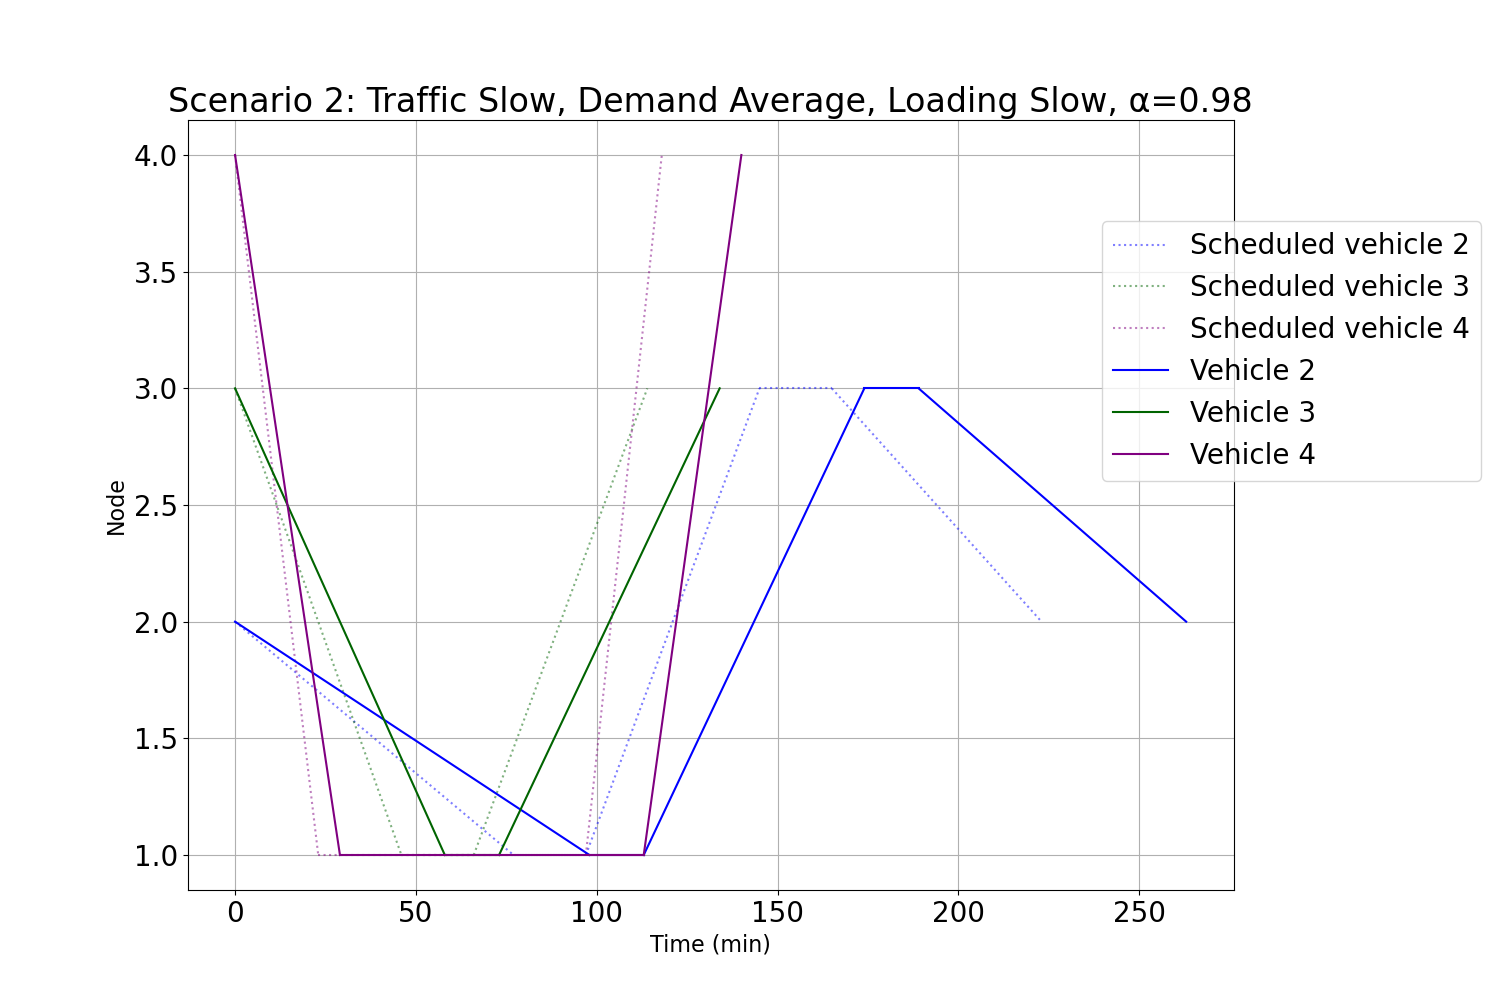 Scenario 2: Traffic Slow, Demand Average, Loading Slow, α=0.98
4.0
3.5
3.0
2.5
2.0
1.5
1.0
Node
0
50
100
150
200
250
Time (min)
Scheduled vehicle 2
Scheduled vehicle 3
Scheduled vehicle 4
Vehicle 2
Vehicle 3
Vehicle 4